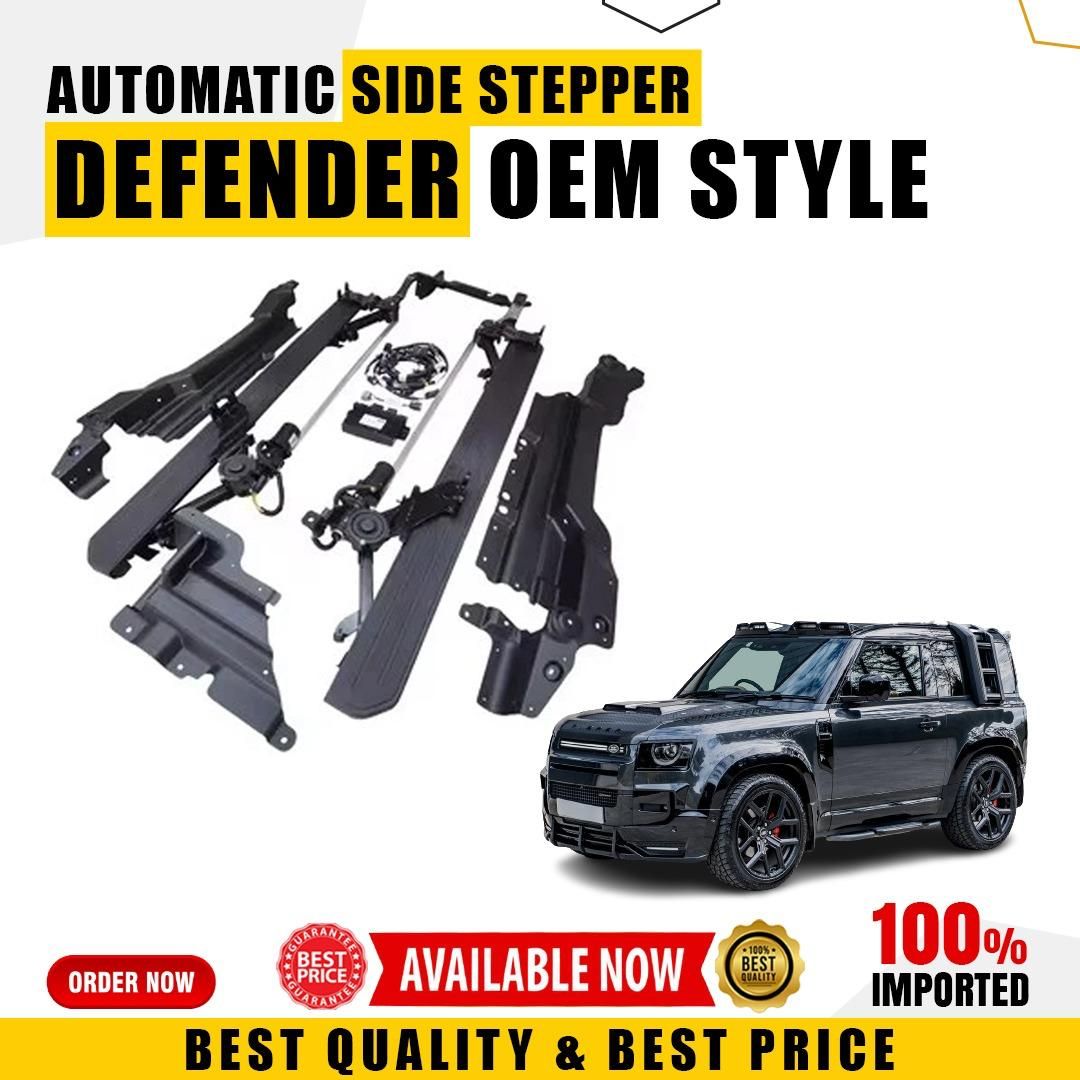 AUTOMATIC SIDE STEPPER
DEFENDER OEM STYLE
ORDER NOW
GUARANTEE
BEST
PRICE
GUARANTEE
AVAILABLE NOW
100%
BEST
QUALITY
100%
IMPORTED
BEST QUALITY & BEST PRICE